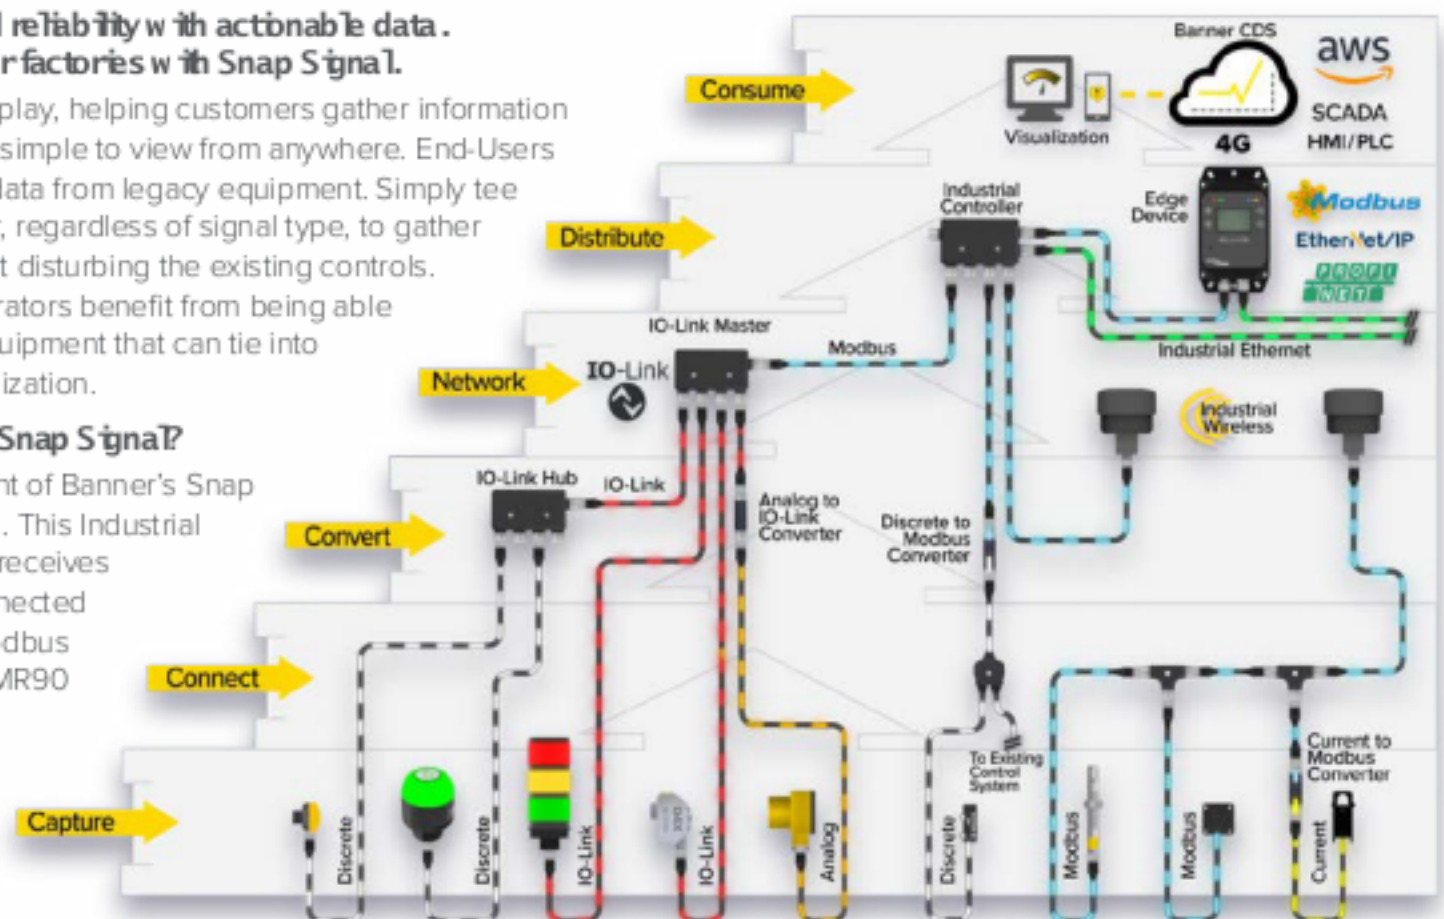 reliability with actionable data.
r factories with Snap Signal.
play, helping customers gather information
simple to view from anywhere. End-Users
data from legacy equipment. Simply tee
, regardless of signal type, to gather
t disturbing the existing controls.
rators benefit from being able
quipment that can tie into
ization.
Snap Signal?
nt of Banner's Snap
. This Industrial
receives
nected
odbus
MR90
Consume
Visualization
Banner CDS
4G
aws
SCADA
HMI/PLC
Distribute
Industrial
Controller
Edge
Device
Modbus
EtherNet/IP
PROFI
NET
Industrial Ethernet
Network
IO-Link
IO-Link Master
Modbus
Industrial
Wireless
Convert
IO-Link Hub
IO-Link
Analog to
IO-Link
Converter
Discrete to
Modbus
Converter
Connect
To Existing
Control
System
Current to
Modbus
Converter
Capture
Discrete
Discrete
IO-Link
IO-Link
Analog
Discrete
Modbus
Modbus
Current